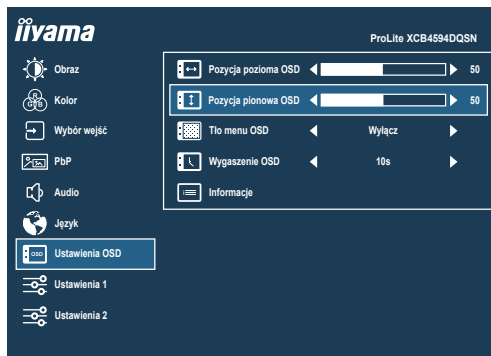 iiyama
ProLite XCB4594DQSN
Obraz
Kolor
Wybór wejść
PbP
Audio
Język
Ustawienia OSD
Ustawienia 1
Ustawienia 2
Pozycja pozioma OSD 50
Pozycja pionowa OSD 50
Tło menu OSD Wyłącz
Wygaszenie OSD 10s
Informacje